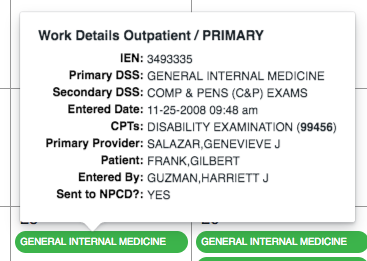 Work Details Outpatient / PRIMARY
IEN: 3493335
Primary DSS: GENERAL INTERNAL MEDICINE
Secondary DSS: COMP & PENS (C&P) EXAMS
Entered Date: 11-25-2008 09:48 am
CPTs: DISABILITY EXAMINATION (99456)
Primary Provider: SALAZAR,GENEVIEVE J
Patient: FRANK,GILBERT
Entered By: GUZMAN,HARRIETT J
Sent to NPCD?: YES
GENERAL INTERNAL MEDICINE GENERAL INTERNAL MEDICINE